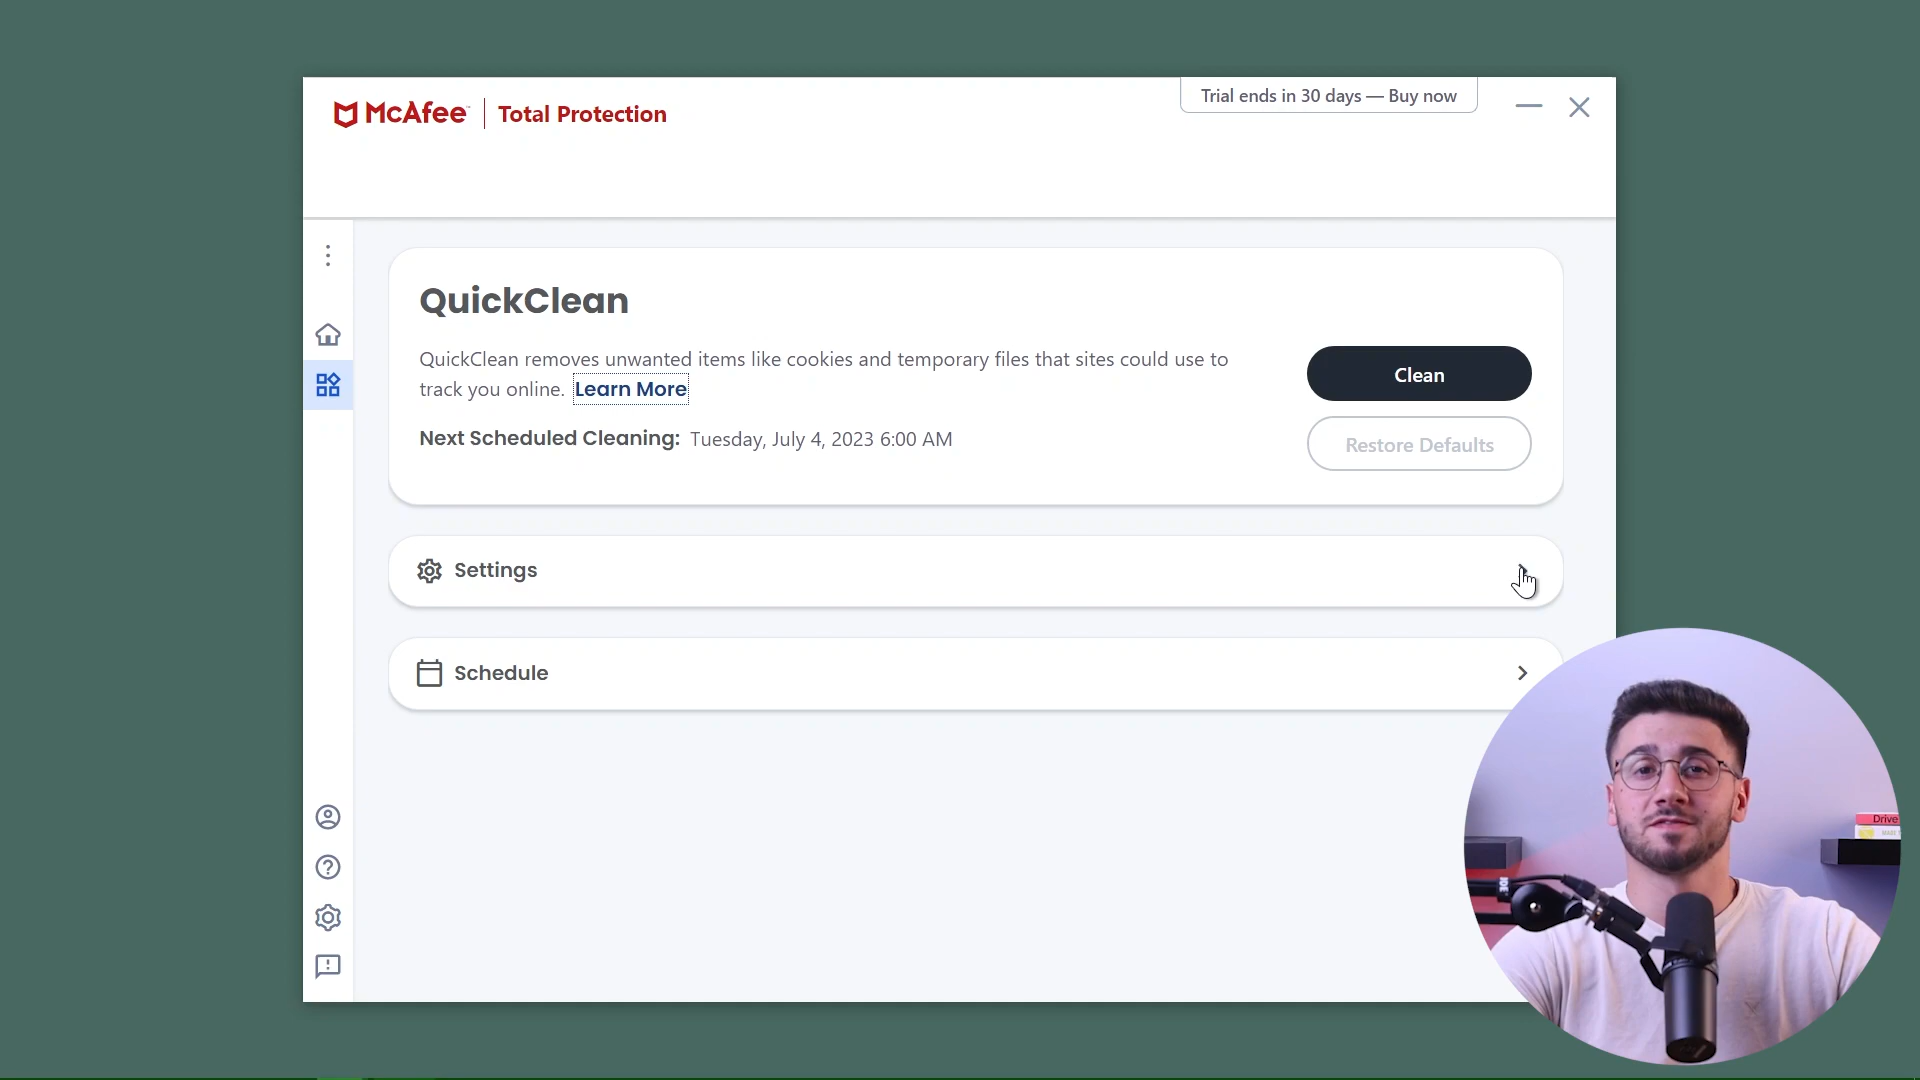 McAfee™ | Total Protection
Trial ends in 30 days — Buy now
QuickClean
QuickClean removes unwanted items like cookies and temporary files that sites could use to
track you online. Learn More
Clean
Next Scheduled Cleaning: Tuesday, July 4, 2023 6:00 AM
Restore Defaults
Settings
Schedule
Drive